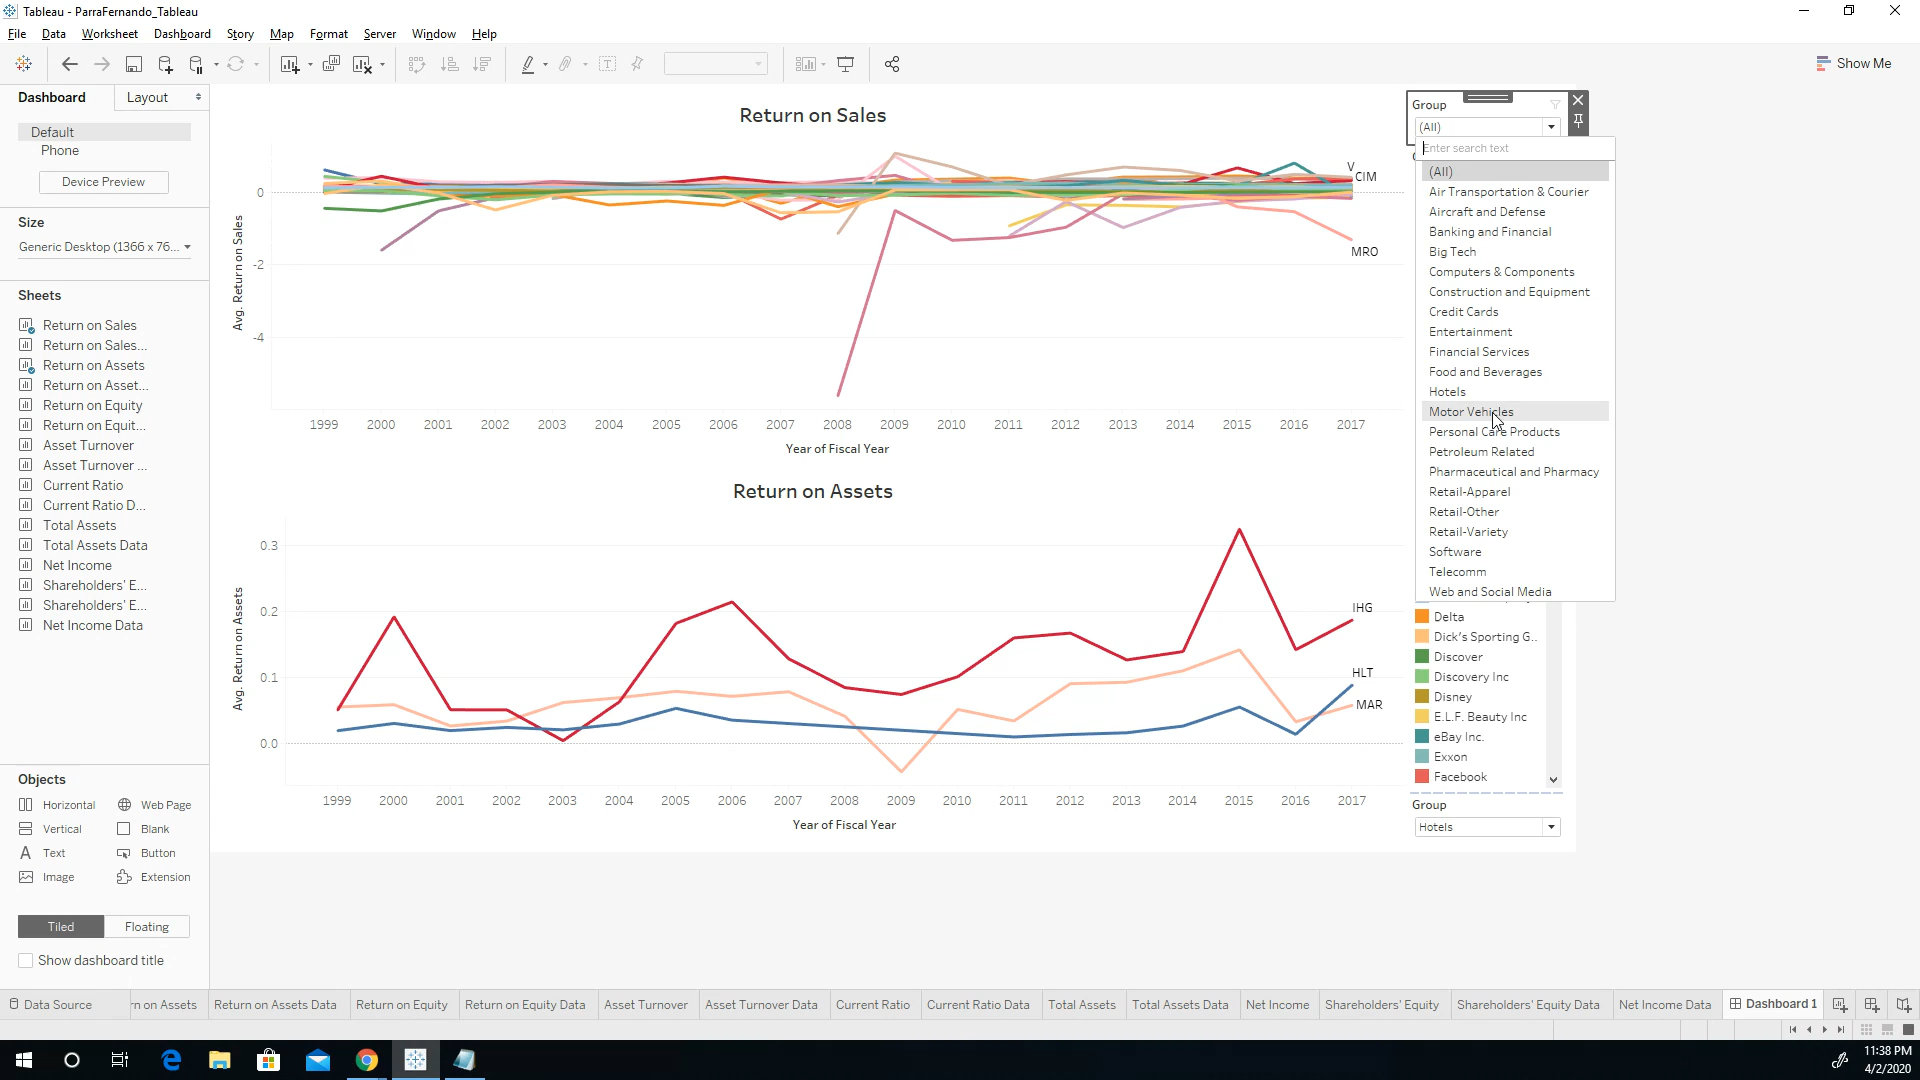 Tableau - ParraFernando_Tableau
File Data Worksheet Dashboard Story Map Format Server Window Help
Show Me
Dashboard Layout
Default
Phone
Device Preview
Size
Generic Desktop (1366 x 76...
Sheets
Return on Sales
Return on Sales...
Return on Assets
Return on Asset...
Return on Equity
Return on Equit...
Asset Turnover
Asset Turnover ...
Current Ratio
Current Ratio D...
Total Assets
Total Assets Data
Net Income
Shareholders' E...
Shareholders' E...
Net Income Data
Objects
Horizontal Web Page
Vertical Blank
Text Button
Image Extension
Tiled Floating
Show dashboard title
Return on Sales
Avg. Return on Sales
0
-2
-4
V
CIM
MRO
1999 2000 2001 2002 2003 2004 2005 2006 2007 2008 2009 2010 2011 2012 2013 2014 2015 2016 2017
Year of Fiscal Year
Return on Assets
Avg. Return on Assets
0.3
0.2
0.1
0.0
IHG
HLT
MAR
1999 2000 2001 2002 2003 2004 2005 2006 2007 2008 2009 2010 2011 2012 2013 2014 2015 2016 2017
Year of Fiscal Year
Group
(All)
Enter search text
(All)
Air Transportation & Courier
Aircraft and Defense
Banking and Financial
Big Tech
Computers & Components
Construction and Equipment
Credit Cards
Entertainment
Financial Services
Food and Beverages
Hotels
Motor Vehicles
Personal Care Products
Petroleum Related
Pharmaceutical and Pharmacy
Retail-Apparel
Retail-Other
Retail-Variety
Software
Telecomm
Web and Social Media
Delta
Dick's Sporting G..
Discover
Discovery Inc
Disney
E.L.F. Beauty Inc
eBay Inc.
Exxon
Facebook
Group
Hotels
Data Source rn on Assets Return on Assets Data Return on Equity Return on Equity Data Asset Turnover Asset Turnover Data Current Ratio Current Ratio Data Total Assets Total Assets Data Net Income Shareholders' Equity Shareholders' Equity Data Net Income Data Dashboard 1
11:38 PM
4/2/2020